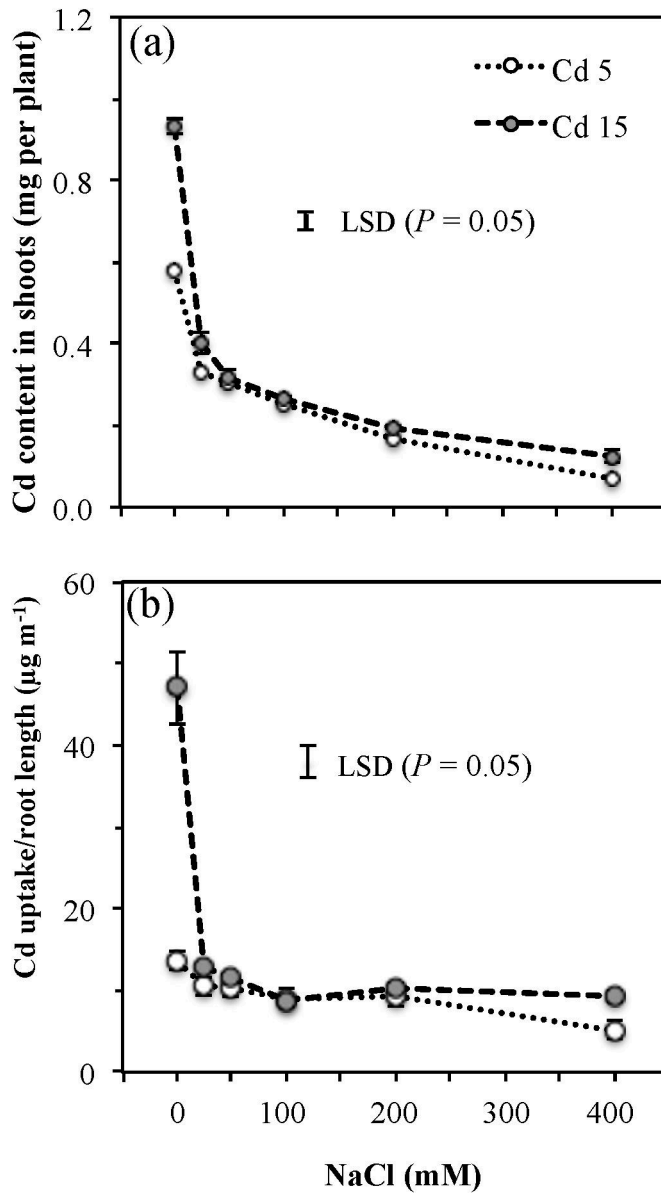 (a)
Cd 5
Cd 15
LSD (P = 0.05)
Cd content in shoots (mg per plant)
1.2
0.8
0.4
0.0
(b)
LSD (P = 0.05)
Cd uptake/root length (µg m⁻¹)
60
40
20
0
0 100 200 300 400
NaCl (mM)